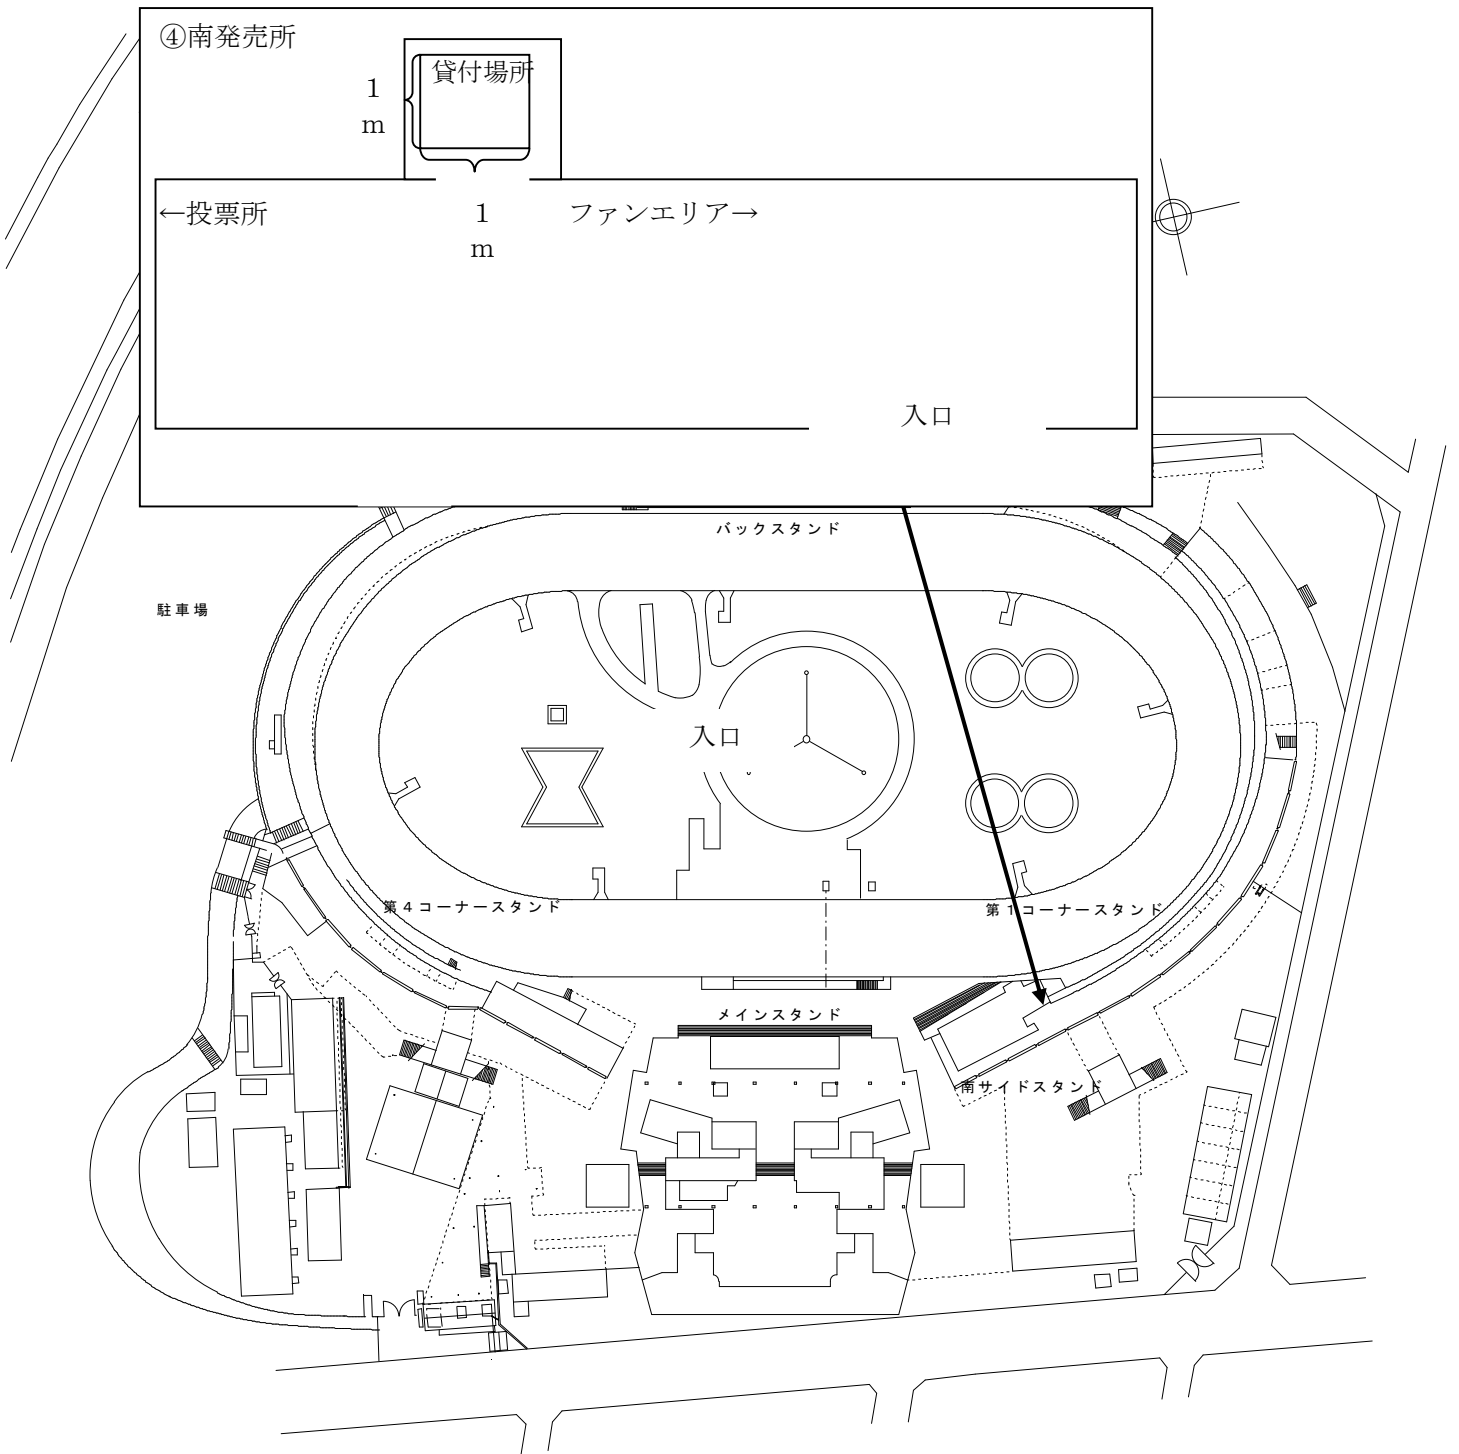 ④南発売所
貸付場所
１
ｍ
←投票所
１
ｍ
ファンエリア→
入口
バックスタンド
駐車場
入口
第４コーナースタンド
第１コーナースタンド
メインスタンド
南サイドスタンド